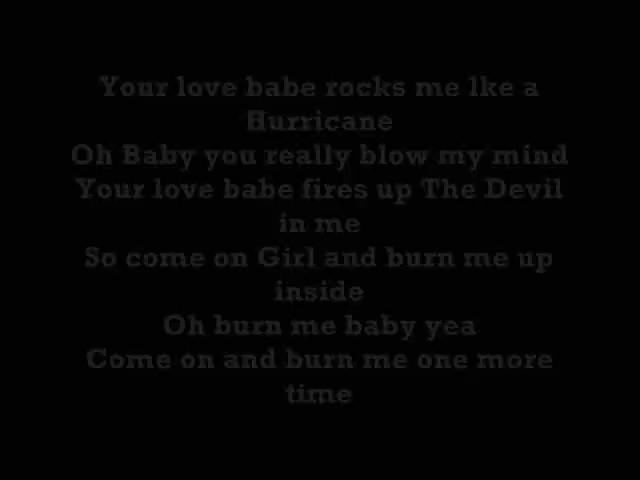 Your love babe rocks me lke a
Hurricane
Oh Baby you really blow my mind
Your love babe fires up The Devil
in me
So come on Girl and burn me up
inside
Oh burn me baby yea
Come on and burn me one more
time